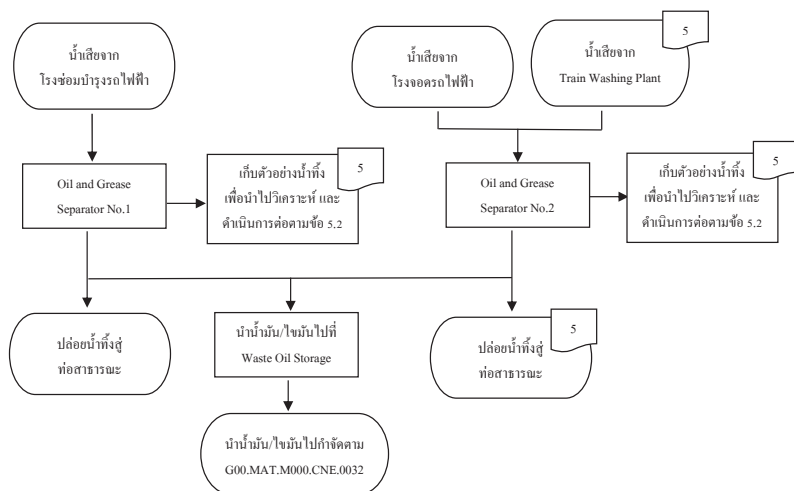 น้ำเสียจาก
โรงซ่อมบำรุงรถไฟฟ้า
น้ำเสียจาก
โรงจอดรถไฟฟ้า
5
น้ำเสียจาก
Train Washing Plant
Oil and Grease
Separator No.1
5
เก็บตัวอย่างน้ำทิ้ง
เพื่อนำไปวิเคราะห์ และ
ดำเนินการต่อตามข้อ 5.2
Oil and Grease
Separator No.2
5
เก็บตัวอย่างน้ำทิ้ง
เพื่อนำไปวิเคราะห์ และ
ดำเนินการต่อตามข้อ 5.2
ปล่อยน้ำทิ้งสู่
ท่อสาธารณะ
นำน้ำมัน/ไขมันไปที่
Waste Oil Storage
5
ปล่อยน้ำทิ้งสู่
ท่อสาธารณะ
นำน้ำมัน/ไขมันไปกำจัดตาม
G00.MAT.M000.CNE.0032